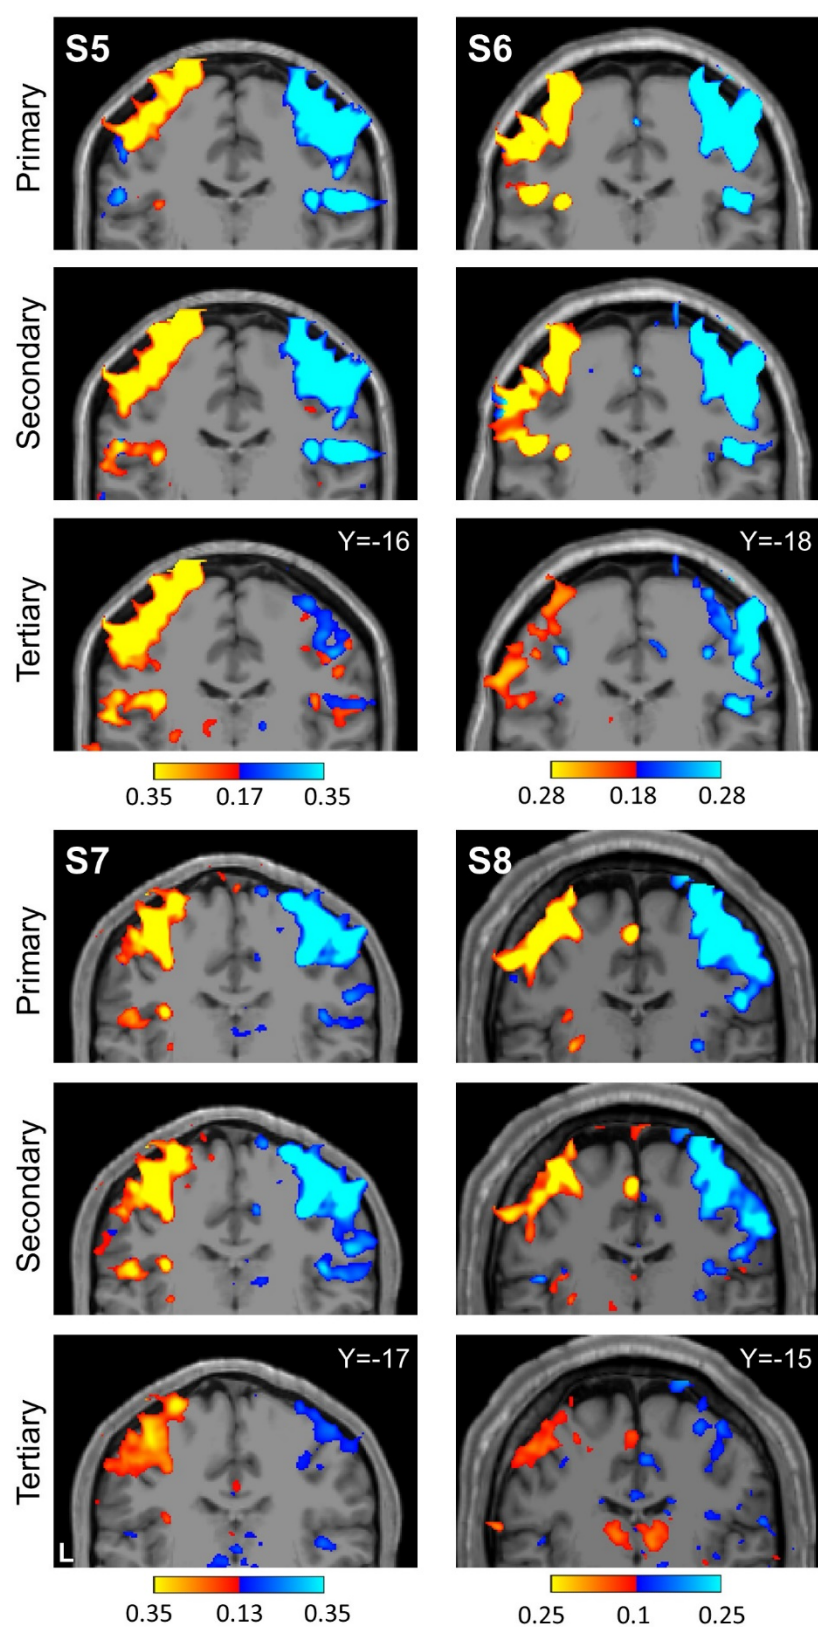 S5
S6
Primary
Secondary
Tertiary
Y=-16
Y=-18
0.35 0.17 0.35
0.28 0.18 0.28
S7
S8
Primary
Secondary
Tertiary
Y=-17
Y=-15
L
0.35 0.13 0.35
0.25 0.1 0.25